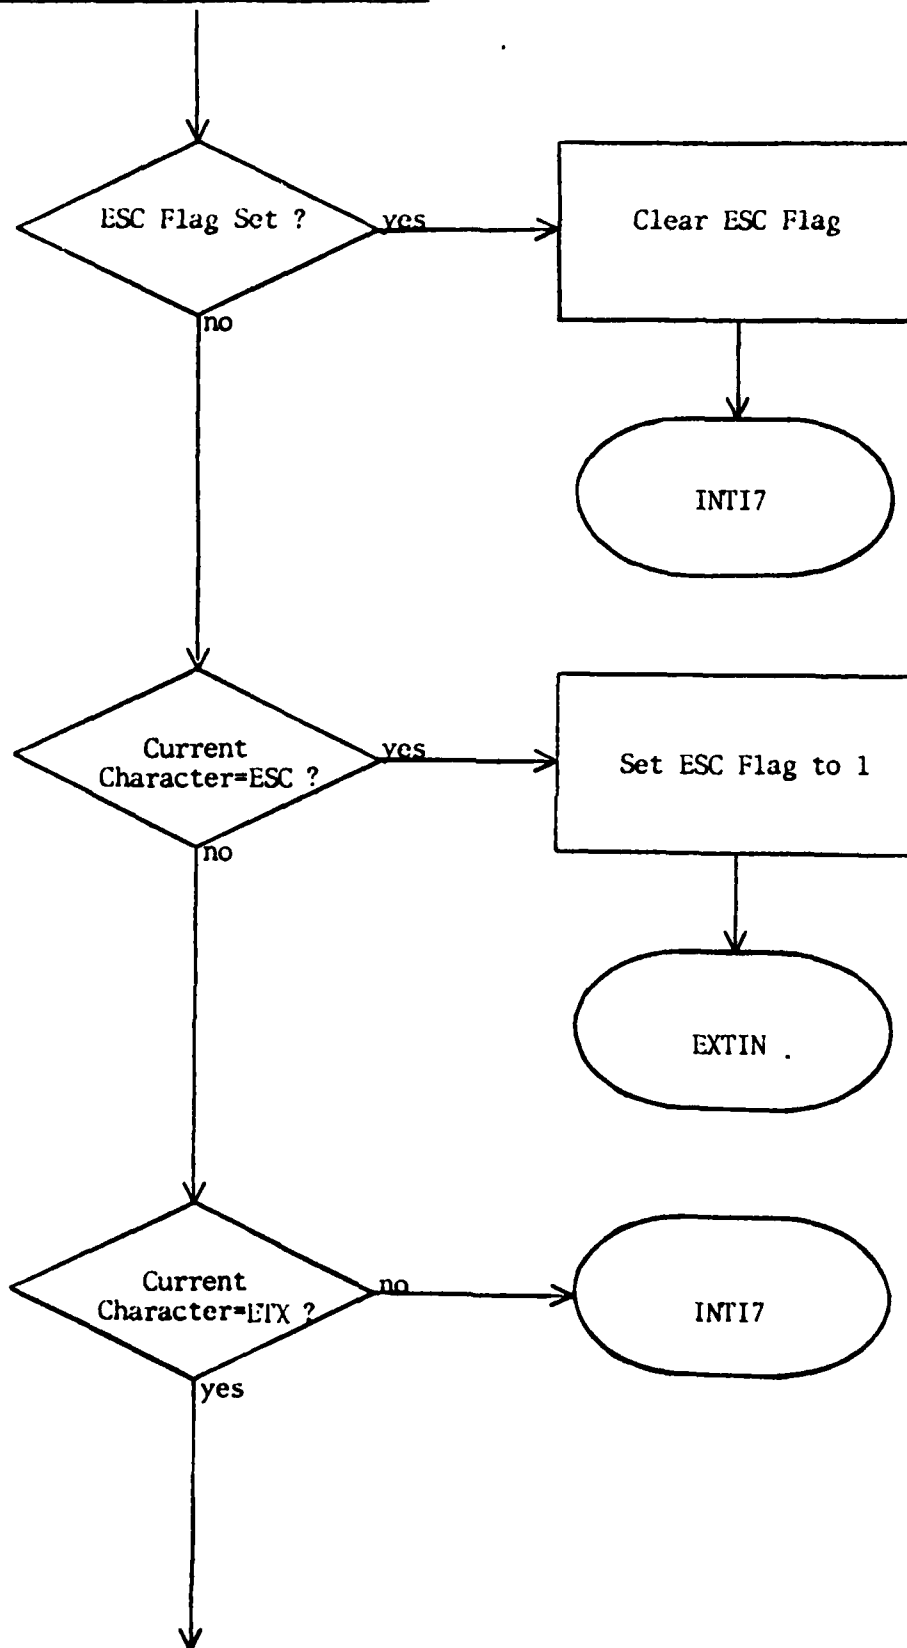 ESC Flag Set ?
yes
Clear ESC Flag
no
INTI7
Current
Character=ESC ?
yes
Set ESC Flag to 1
no
EXTIN
Current
Character=ETX ?
no
INTI7
yes